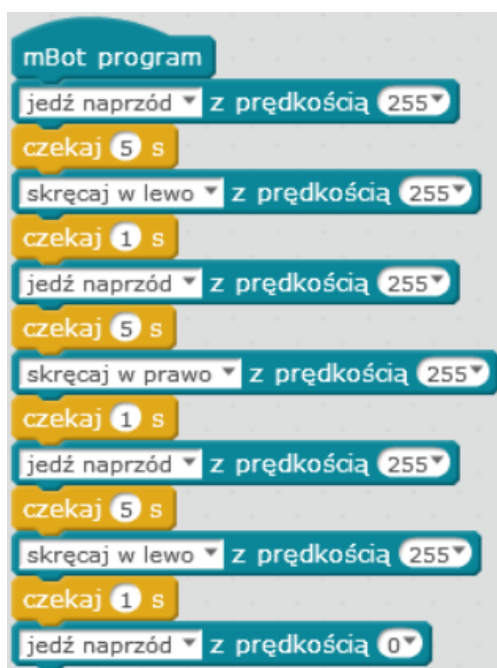 mBot program
jedź naprzód z prędkością 255
czekaj 5 s
skręcaj w lewo z prędkością 255
czekaj 1 s
jedź naprzód z prędkością 255
czekaj 5 s
skręcaj w prawo z prędkością 255
czekaj 1 s
jedź naprzód z prędkością 255
czekaj 5 s
skręcaj w lewo z prędkością 255
czekaj 1 s
jedź naprzód z prędkością 0